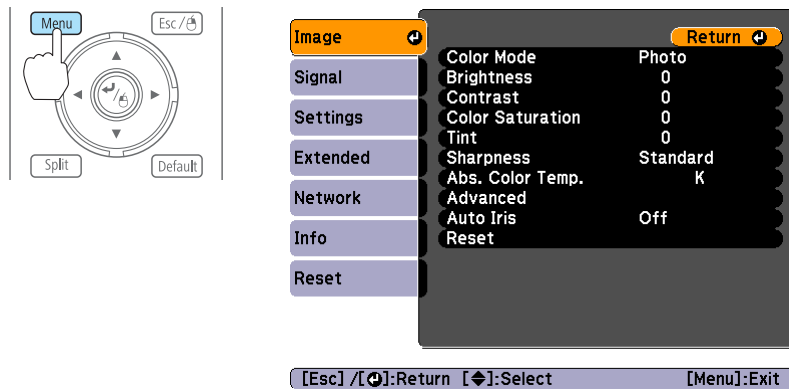 Menu
Esc /
Split
Default
Image
Signal
Settings
Extended
Network
Info
Reset
Return
Color Mode Photo
Brightness 0
Contrast 0
Color Saturation 0
Tint 0
Sharpness Standard
Abs. Color Temp. K
Advanced
Auto Iris Off
Reset
[Esc] /[ ]:Return [ ]:Select [Menu]:Exit